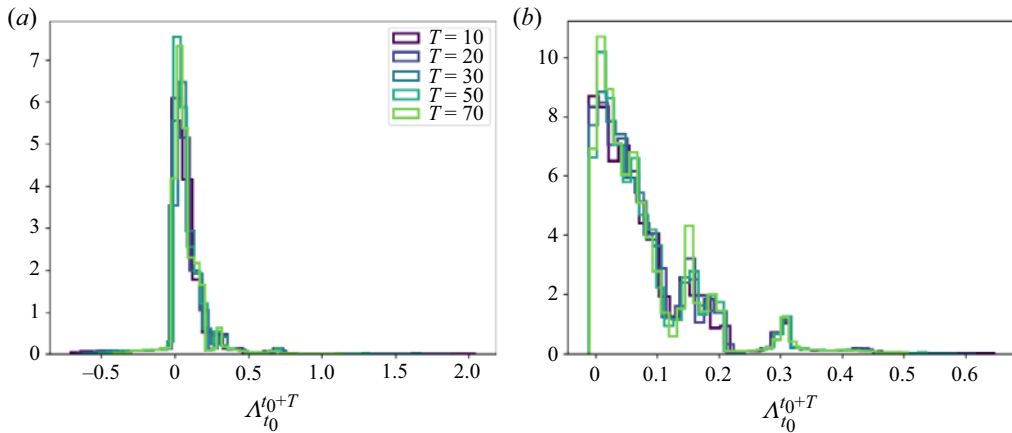 (a)
7
6
5
4
3
2
1
0
–0.5 0 0.5 1.0 1.5 2.0
Λ_{t_0}^{t_0+T}
T = 10
T = 20
T = 30
T = 50
T = 70
(b)
10
8
6
4
2
0
0 0.1 0.2 0.3 0.4 0.5 0.6
Λ_{t_0}^{t_0+T}